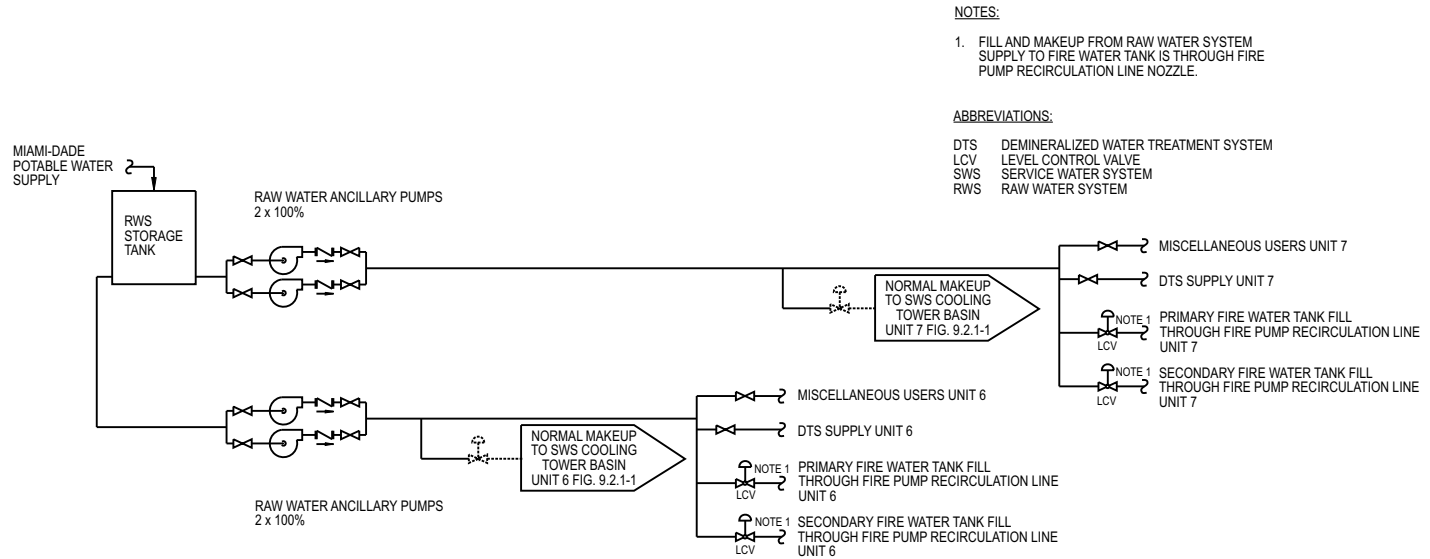 NOTES:
1. FILL AND MAKEUP FROM RAW WATER SYSTEM
SUPPLY TO FIRE WATER TANK IS THROUGH FIRE
PUMP RECIRCULATION LINE NOZZLE.
ABBREVIATIONS:
DTS DEMINERALIZED WATER TREATMENT SYSTEM
LCV LEVEL CONTROL VALVE
SWS SERVICE WATER SYSTEM
RWS RAW WATER SYSTEM
MIAMI-DADE
POTABLE WATER
SUPPLY
RWS
STORAGE
TANK
RAW WATER ANCILLARY PUMPS
2 x 100%
NORMAL MAKEUP
TO SWS COOLING
TOWER BASIN
UNIT 7 FIG. 9.2.1-1
MISCELLANEOUS USERS UNIT 7
DTS SUPPLY UNIT 7
NOTE 1
LCV
PRIMARY FIRE WATER TANK FILL
THROUGH FIRE PUMP RECIRCULATION LINE
UNIT 7
NOTE 1
LCV
SECONDARY FIRE WATER TANK FILL
THROUGH FIRE PUMP RECIRCULATION LINE
UNIT 7
RAW WATER ANCILLARY PUMPS
2 x 100%
NORMAL MAKEUP
TO SWS COOLING
TOWER BASIN
UNIT 6 FIG. 9.2.1-1
MISCELLANEOUS USERS UNIT 6
DTS SUPPLY UNIT 6
NOTE 1
LCV
PRIMARY FIRE WATER TANK FILL
THROUGH FIRE PUMP RECIRCULATION LINE
UNIT 6
NOTE 1
LCV
SECONDARY FIRE WATER TANK FILL
THROUGH FIRE PUMP RECIRCULATION LINE
UNIT 6